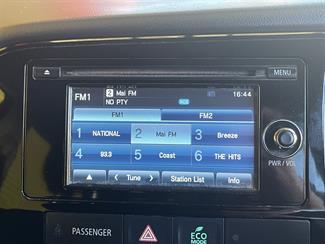 MENU
FM1 2 Mai FM 16:44
NO PTY
FM1 FM2
1 NATIONAL 2 Mai FM 3 Breeze
4 93.3 5 Coast 6 THE HITS
Tune Station List Info
PWR / VOL
PASSENGER
ECO
MODE